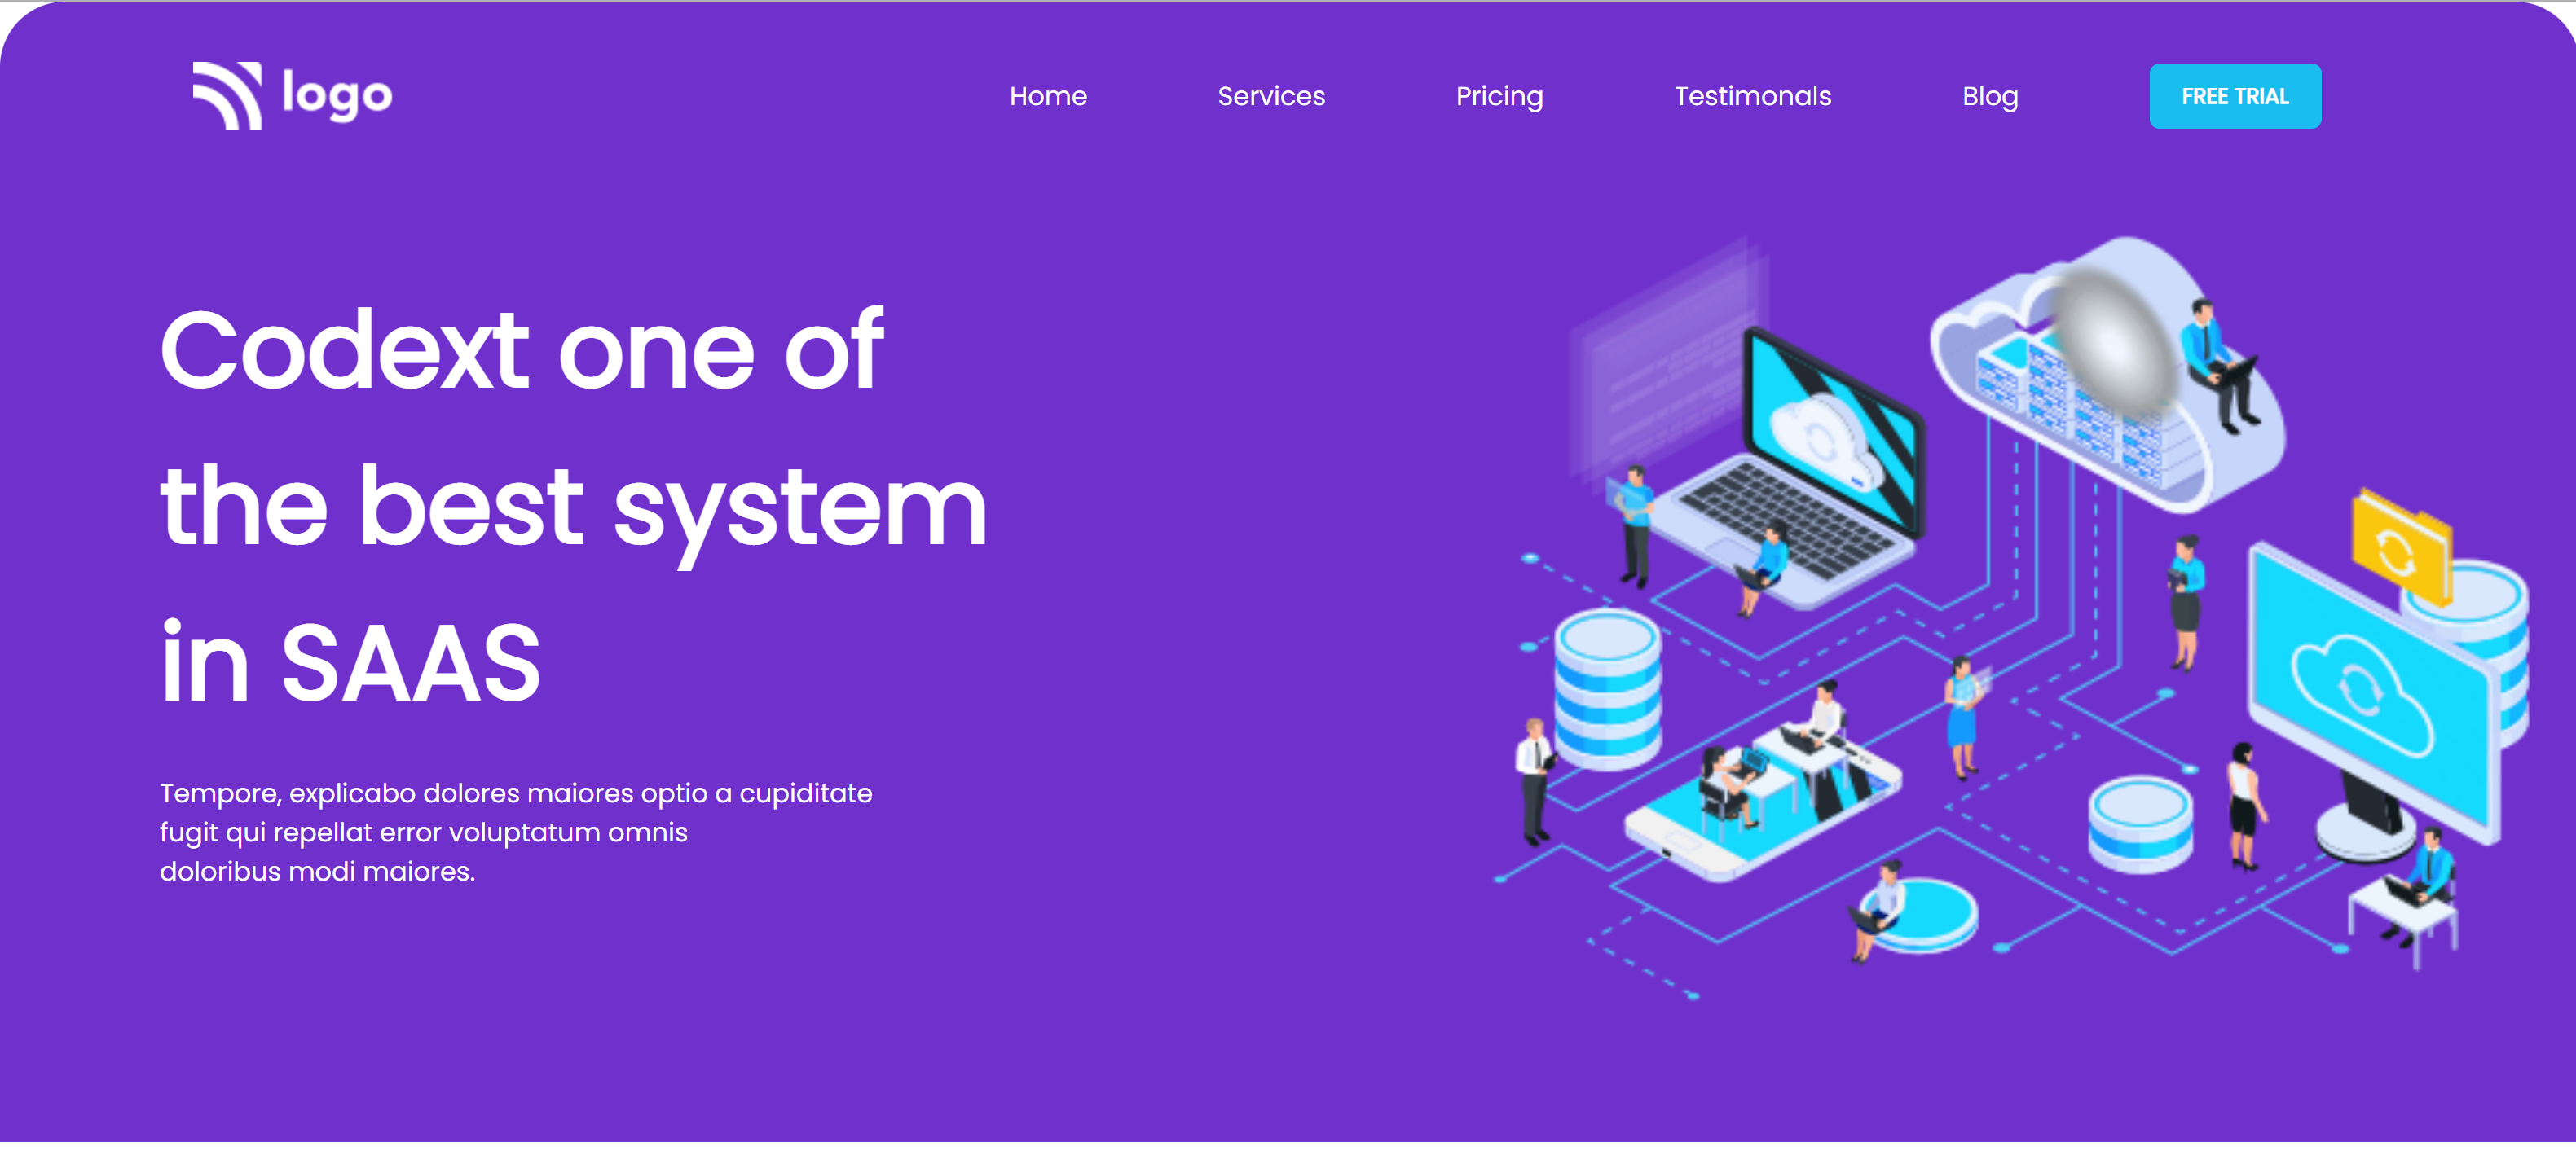 logo
Home Services Pricing Testimonals Blog FREE TRIAL
Codext one of
the best system
in SAAS
Tempore, explicabo dolores maiores optio a cupiditate
fugit qui repellat error voluptatum omnis
doloribus modi maiores.